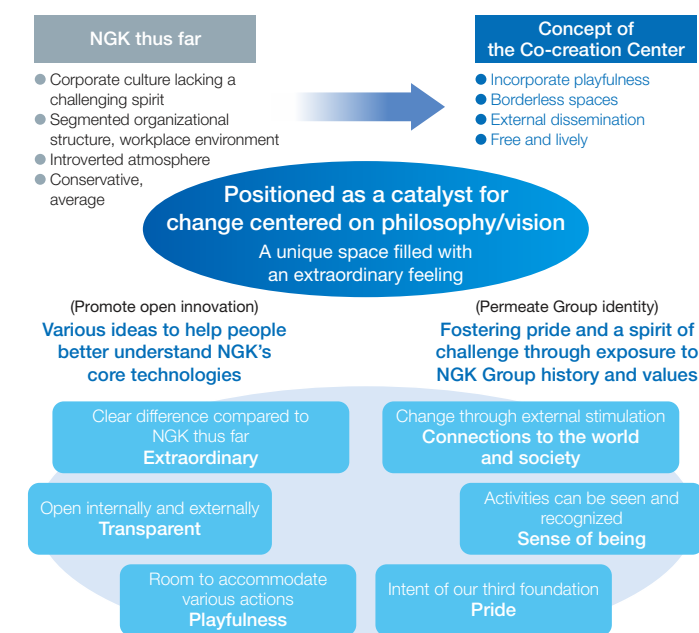 NGK thus far
● Corporate culture lacking a
challenging spirit
● Segmented organizational
structure, workplace environment
● Introverted atmosphere
● Conservative,
average
Concept of
the Co-creation Center
● Incorporate playfulness
● Borderless spaces
● External dissemination
● Free and lively
Positioned as a catalyst for
change centered on philosophy/vision
A unique space filled with
an extraordinary feeling
(Promote open innovation)
Various ideas to help people
better understand NGK's
core technologies
(Permeate Group identity)
Fostering pride and a spirit of
challenge through exposure to
NGK Group history and values
Clear difference compared to
NGK thus far
Extraordinary
Change through external stimulation
Connections to the world
and society
Open internally and externally
Transparent
Activities can be seen and
recognized
Sense of being
Room to accommodate
various actions
Playfulness
Intent of our third foundation
Pride